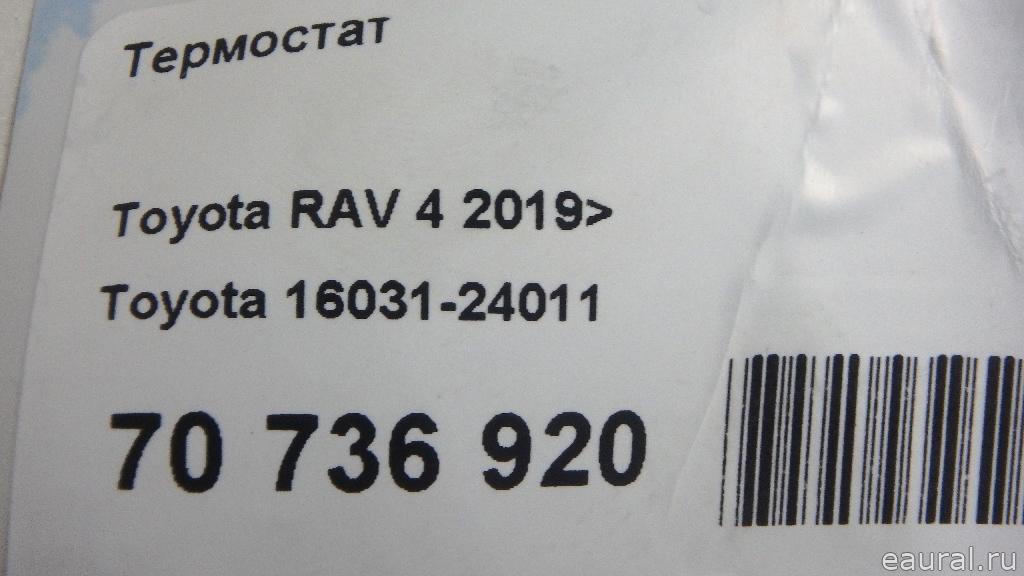 Термостат
Toyota RAV 4 2019>
Toyota 16031-24011
70 736 920
eaural.ru